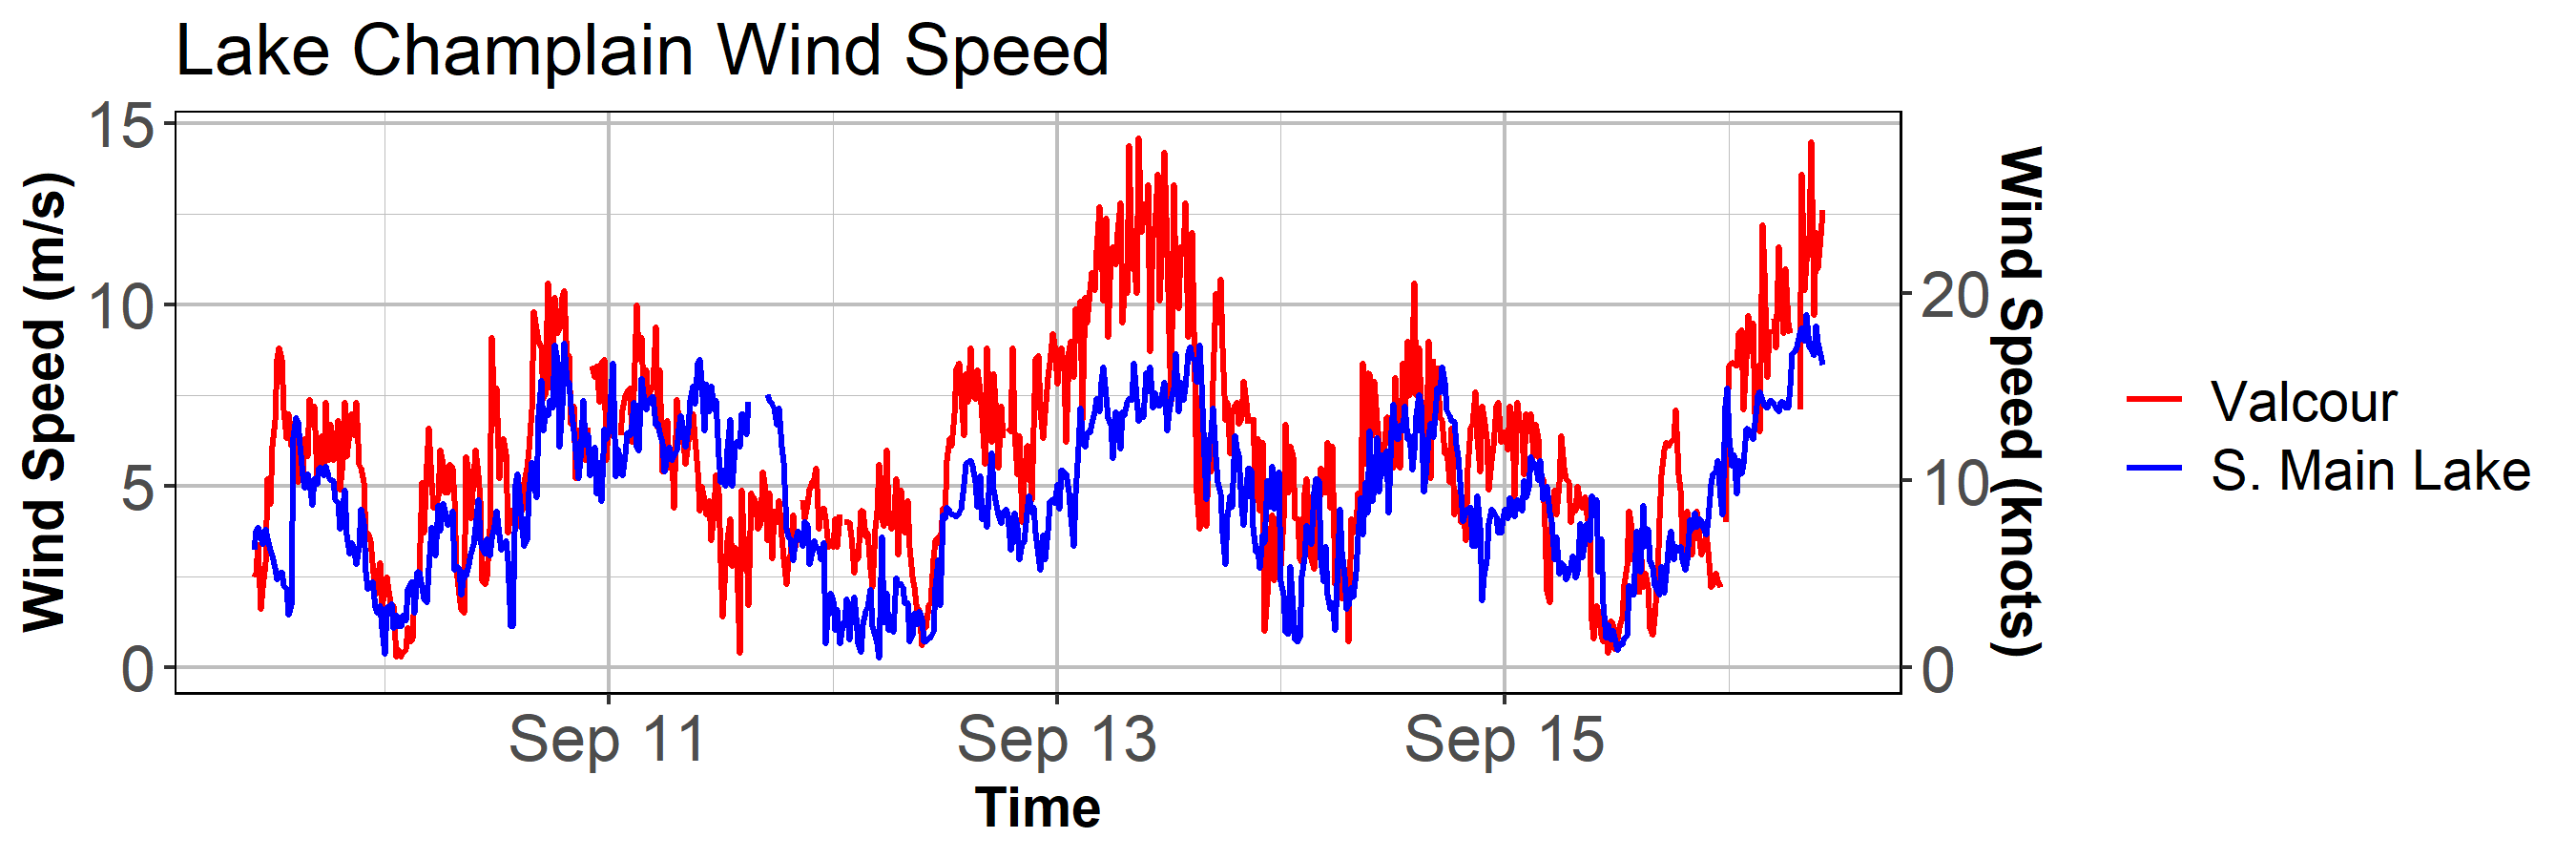 Lake Champlain Wind Speed
Wind Speed (m/s)
15
10
5
0
20
10
0
Wind Speed (knots)
Sep 11
Sep 13
Sep 15
Time
Valcour
S. Main Lake